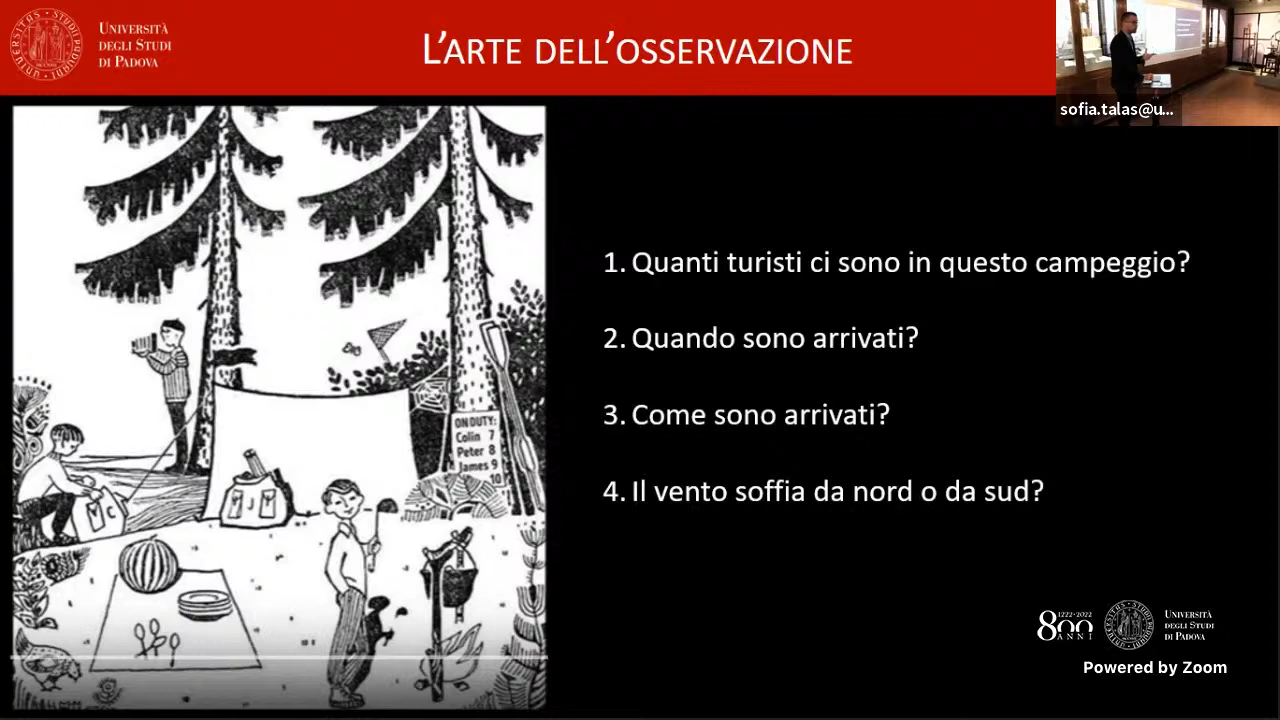 UNIVERSITÀ
DEGLI STUDI
DI PADOVA
L'ARTE DELL'OSSERVAZIONE
sofia.talas@u...
1. Quanti turisti ci sono in questo campeggio?
2. Quando sono arrivati?
3. Come sono arrivati?
4. Il vento soffia da nord o da sud?
ON DUTY:
Colin 7
Peter 8
James 9
10
C
J
1222·2022
800
ANNI
UNIVERSITÀ
DEGLI STUDI
DI PADOVA
Powered by Zoom